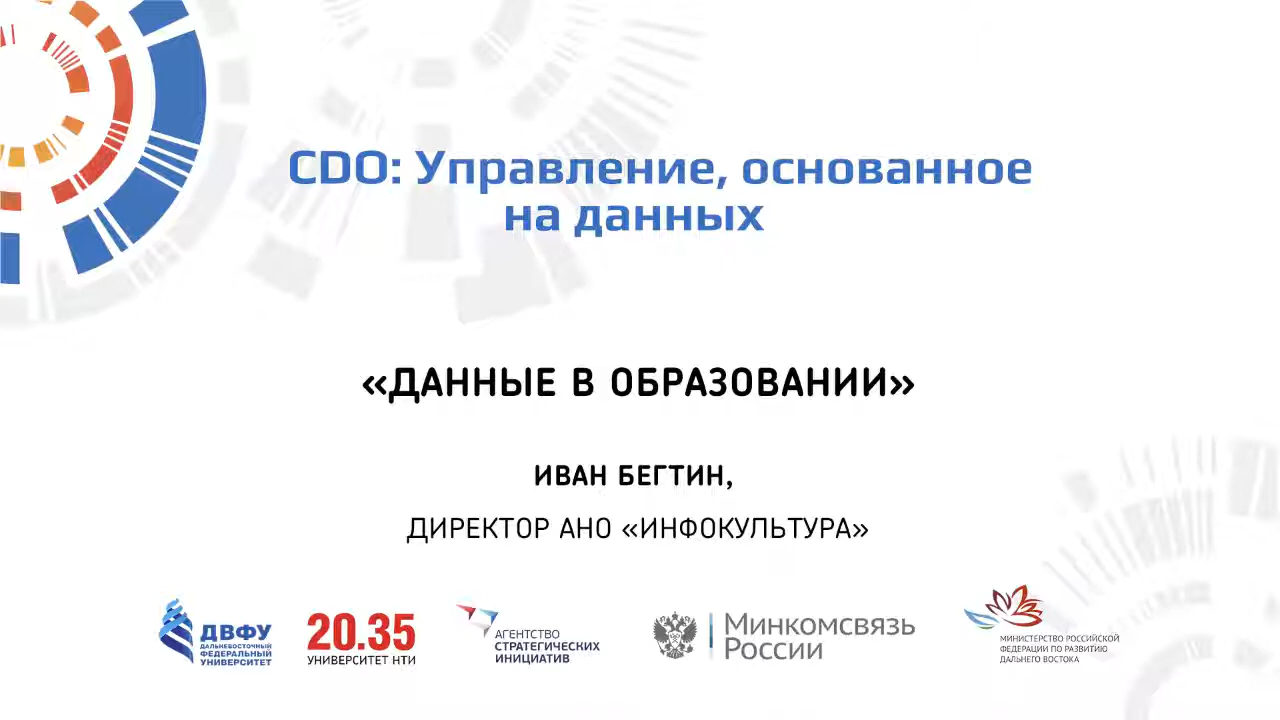 CDO: Управление, основанное
на данных
«ДАННЫЕ В ОБРАЗОВАНИИ»
ИВАН БЕГТИН,
ДИРЕКТОР АНО «ИНФОКУЛЬТУРА»
ДВФУ
ДАЛЬНЕВОСТОЧНЫЙ
ФЕДЕРАЛЬНЫЙ
УНИВЕРСИТЕТ
20.35
УНИВЕРСИТЕТ НТИ
АГЕНТСТВО
СТРАТЕГИЧЕСКИХ
ИНИЦИАТИВ
Минкомсвязь
России
МИНИСТЕРСТВО РОССИЙСКОЙ
ФЕДЕРАЦИИ ПО РАЗВИТИЮ
ДАЛЬНЕГО ВОСТОКА